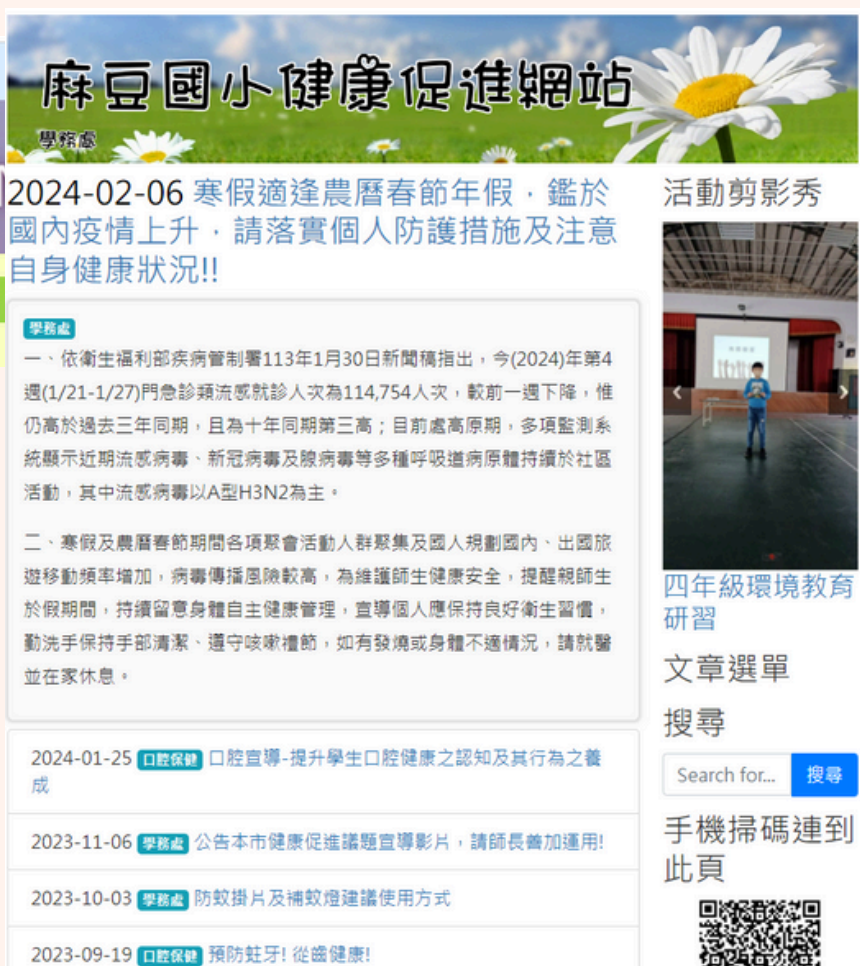 麻豆國小健康促進網站
學務處
2024-02-06 寒假適逢農曆春節年假，鑑於
國內疫情上升，請落實個人防護措施及注意
自身健康狀況!!
學務處
一、依衛生福利部疾病管制署113年1月30日新聞稿指出，今(2024)年第4
週(1/21-1/27)門急診類流感就診人次為114,754人次，較前一週下降，惟
仍高於過去三年同期，且為十年同期第三高；目前處高原期，多項監測系
統顯示近期流感病毒、新冠病毒及腺病毒等多種呼吸道病原體持續於社區
活動，其中流感病毒以A型H3N2為主。
二、寒假及農曆春節期間各項聚會活動人群聚集及國人規劃國內、出國旅
遊移動頻率增加，病毒傳播風險較高，為維護師生健康安全，提醒親師生
於假期間，持續留意身體自主健康管理，宣導個人應保持良好衛生習慣，
勤洗手保持手部清潔、遵守咳嗽禮節，如有發燒或身體不適情況，請就醫
並在家休息。
2024-01-25 口腔保健 口腔宣導-提升學生口腔健康之認知及其行為之養
成
2023-11-06 學務處 公告本市健康促進議題宣導影片，請師長善加運用!
2023-10-03 學務處 防蚊掛片及補蚊燈建議使用方式
2023-09-19 口腔保健 預防蛀牙! 從齒健康!
活動剪影秀
四年級環境教育
研習
文章選單
搜尋
Search for... 搜尋
手機掃碼連到
此頁